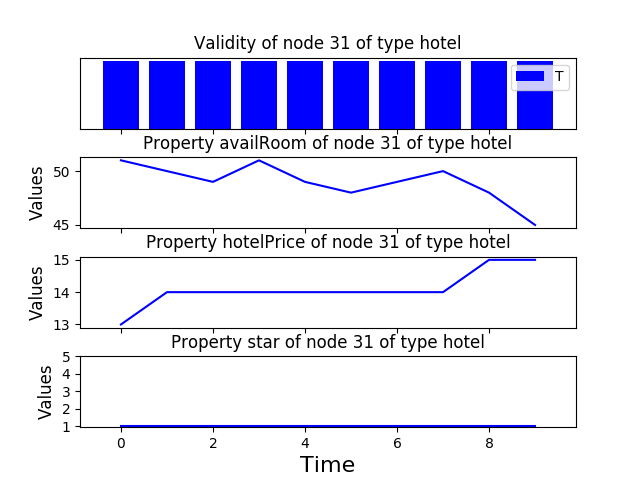 Validity of node 31 of type hotel
T
Property availRoom of node 31 of type hotel
50
45
Values
Property hotelPrice of node 31 of type hotel
15
14
13
Values
Property star of node 31 of type hotel
5
4
3
2
1
Values
0 2 4 6 8
Time